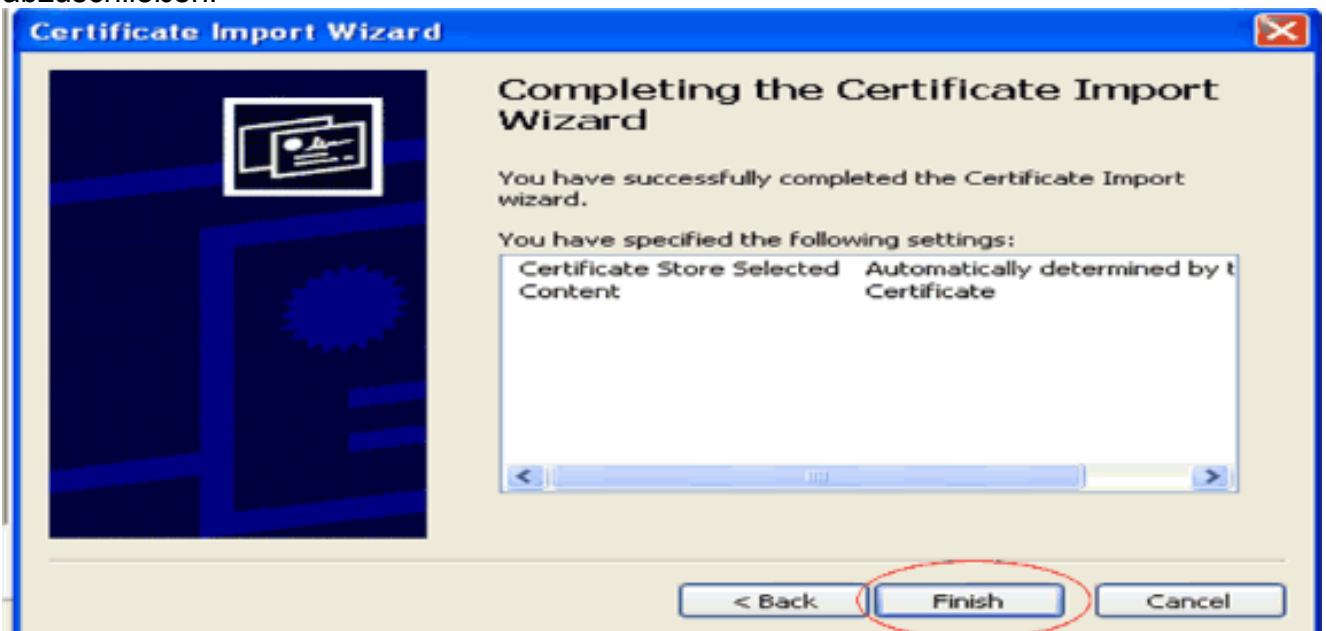 abzuschließen.
Certificate Import Wizard
Completing the Certificate Import
Wizard
You have successfully completed the Certificate Import
wizard.
You have specified the following settings:
Certificate Store Selected Automatically determined by t
Content Certificate
< Back Finish Cancel